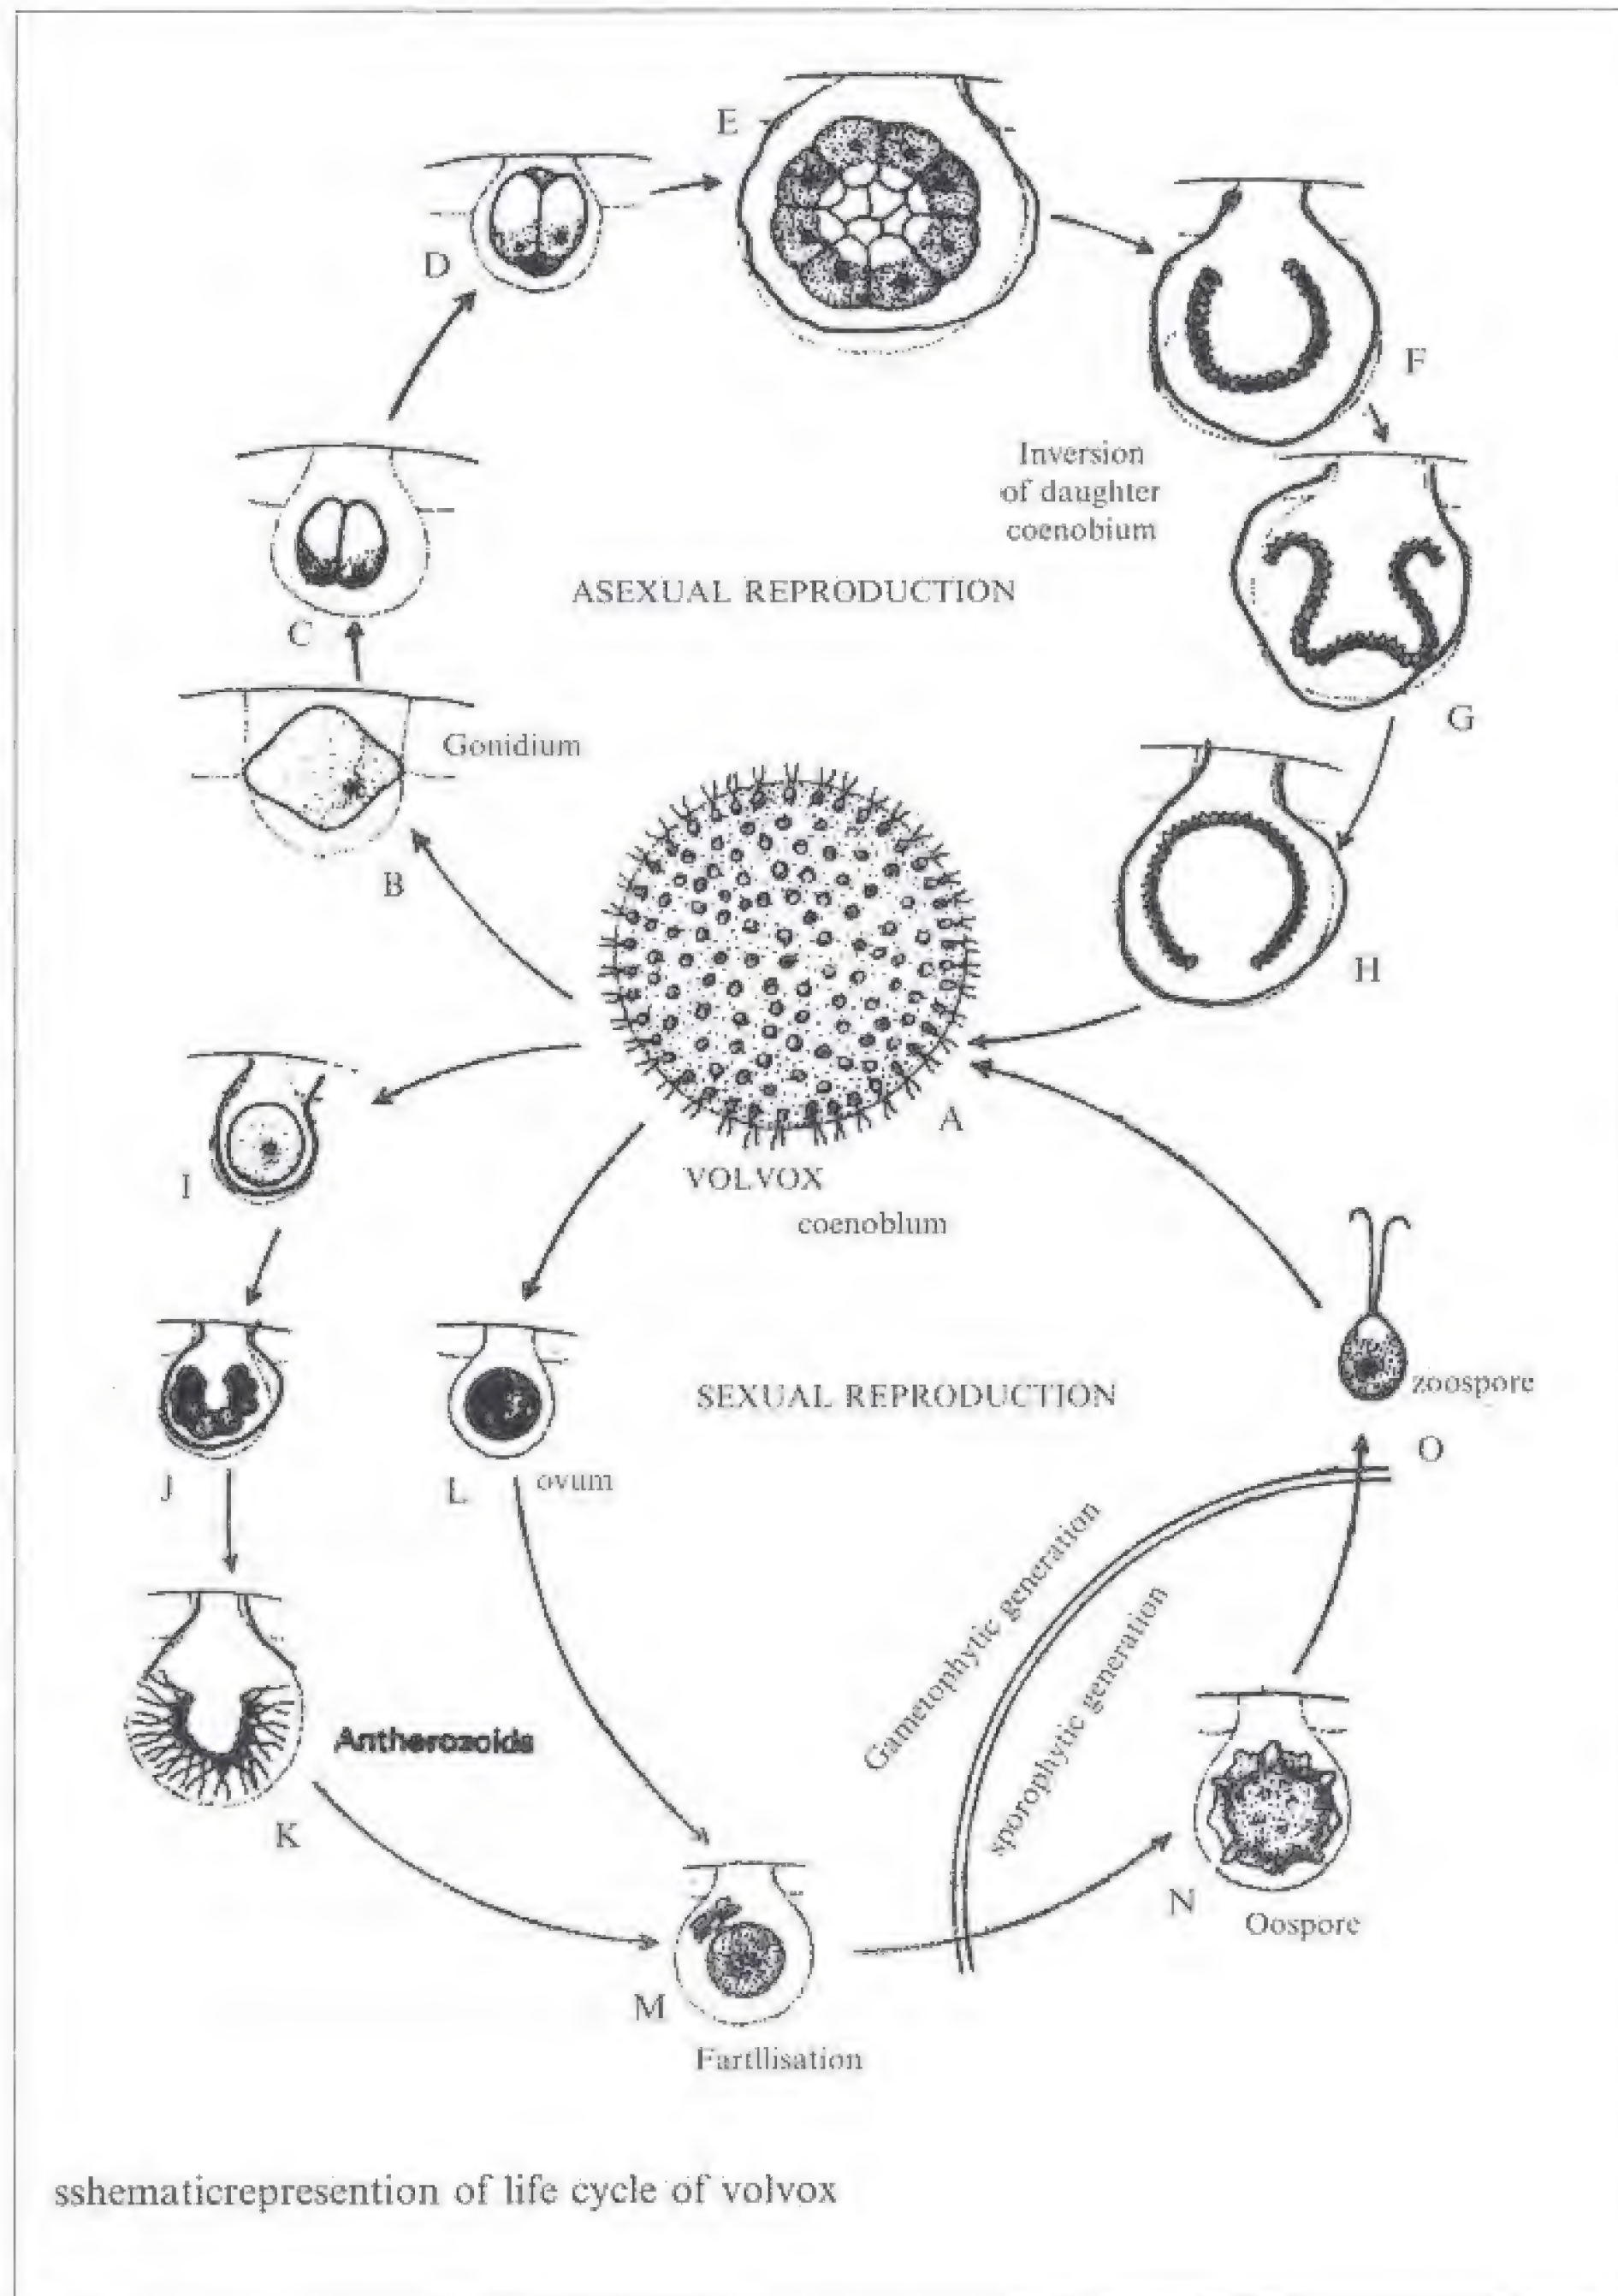 E
D
F
Inversion
of daughter
coenobium
ASEXUAL REPRODUCTION
C
G
Gonidium
B
H
A
I
VOLVOX
coenoblum
zoospore
SEXUAL REPRODUCTION
O
J
L
ovum
Gametophytic generation
sporophytic generation
Antherozoids
K
N
Oospore
M
Fartllisation
sshematicrepresention of life cycle of volvox